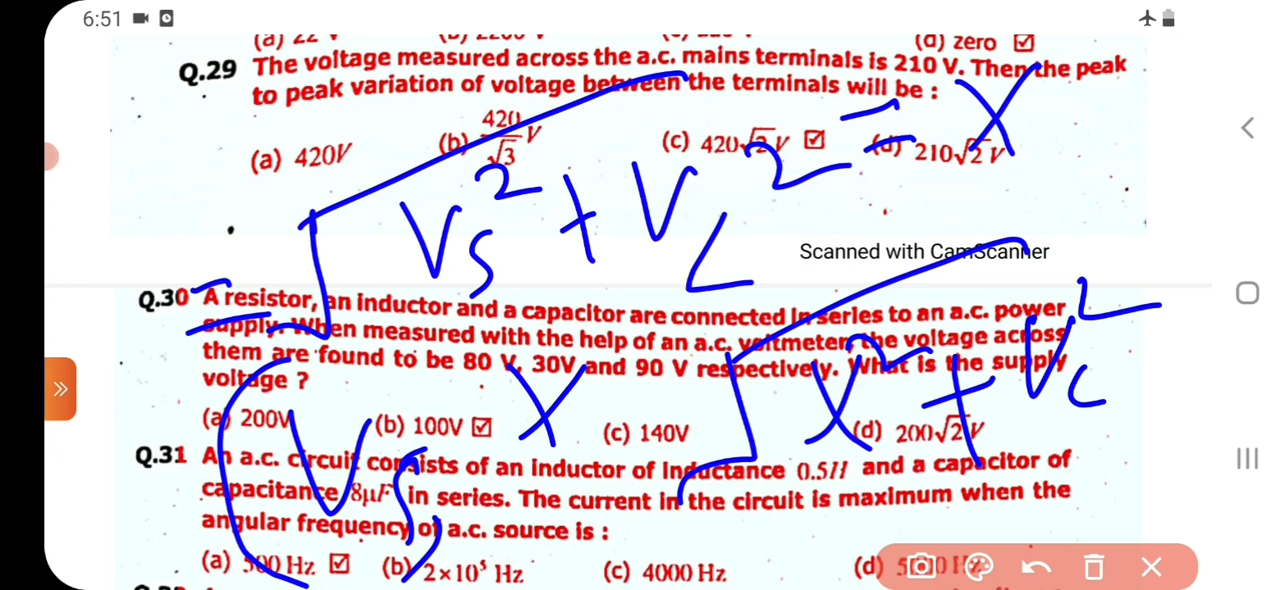 6:51
(a) 22 V (d) zero ☑
Q.29 The voltage measured across the a.c. mains terminals is 210 V. Then the peak
to peak variation of voltage between the terminals will be :
(a) 420V (b) 420/√3 V (c) 420√2 V ☑ (d) 210√2 V
√ Vs² + VL² = X
Scanned with CamScanner
Q.30 A resistor, an inductor and a capacitor are connected in series to an a.c. power
supply. When measured with the help of an a.c. voltmeter, the voltage across
them are found to be 80 V, 30V and 90 V respectively. What is the supply
voltage ?
(a) 200V (b) 100V ☑ (c) 140V (d) 200√2 V
(Vs) X √ X² + Vc²
Q.31 An a.c. circuit consists of an inductor of Inductance 0.5H and a capacitor of
capacitance 8μF in series. The current in the circuit is maximum when the
angular frequency of a.c. source is :
(a) 500 Hz ☑ (b) 2×10⁵ Hz (c) 4000 Hz (d)